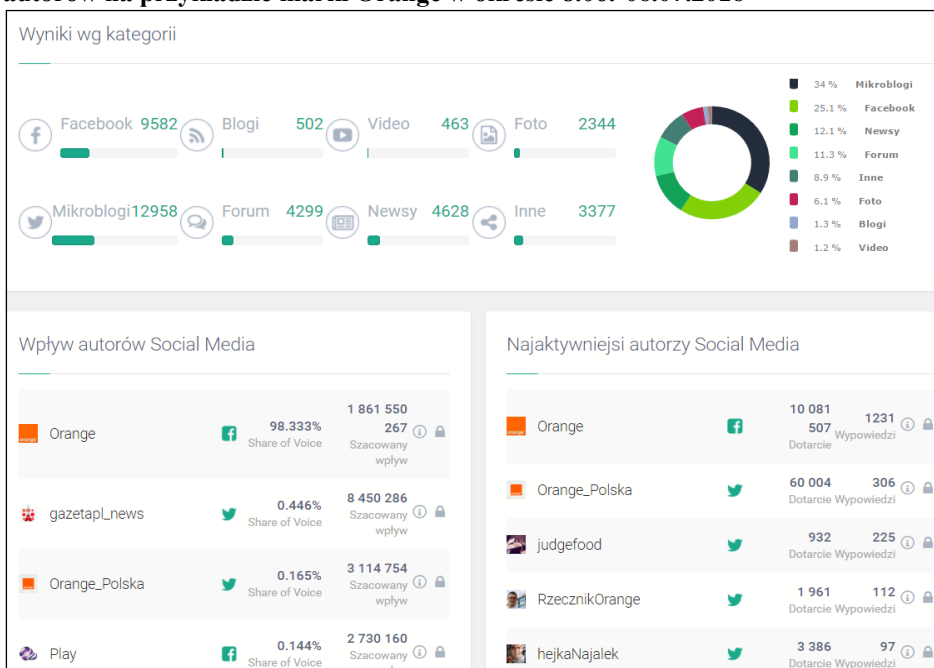 Wyniki wg kategorii
Facebook 9582
Blogi 502
Video 463
Foto 2344
Mikroblogi 12958
Forum 4299
Newsy 4628
Inne 3377
34 % Mikroblogi
25.1 % Facebook
12.1 % Newsy
11.3 % Forum
8.9 % Inne
6.1 % Foto
1.3 % Blogi
1.2 % Video
Wpływ autorów Social Media
Orange
98.333%
Share of Voice
1 861 550
267
Szacowany
wpływ
gazetapl_news
0.446%
Share of Voice
8 450 286
Szacowany
wpływ
Orange_Polska
0.165%
Share of Voice
3 114 754
Szacowany
wpływ
Play
0.144%
Share of Voice
2 730 160
Szacowany
Najaktywniejsi autorzy Social Media
Orange
10 081
507
Dotarcie
1231
Wypowiedzi
Orange_Polska
60 004
Dotarcie
306
Wypowiedzi
judgefood
932
Dotarcie
225
Wypowiedzi
RzecznikOrange
1 961
Dotarcie
112
Wypowiedzi
hejkaNajalek
3 386
Dotarcie
97
Wypowiedzi